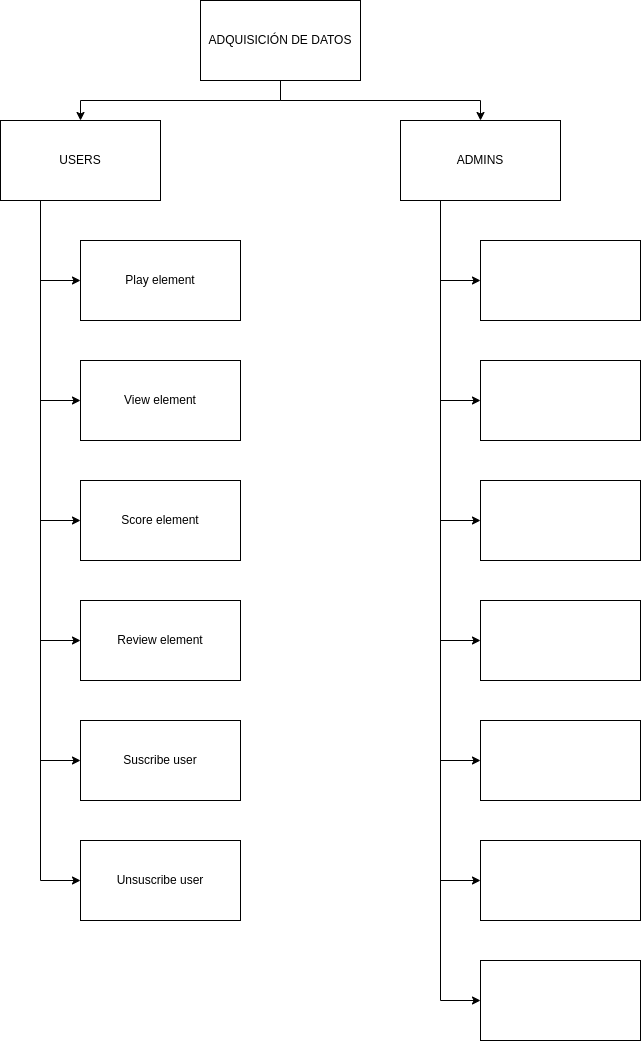 ADQUISICIÓN DE DATOS
USERS
ADMINS
Play element
View element
Score element
Review element
Suscribe user
Unsuscribe user